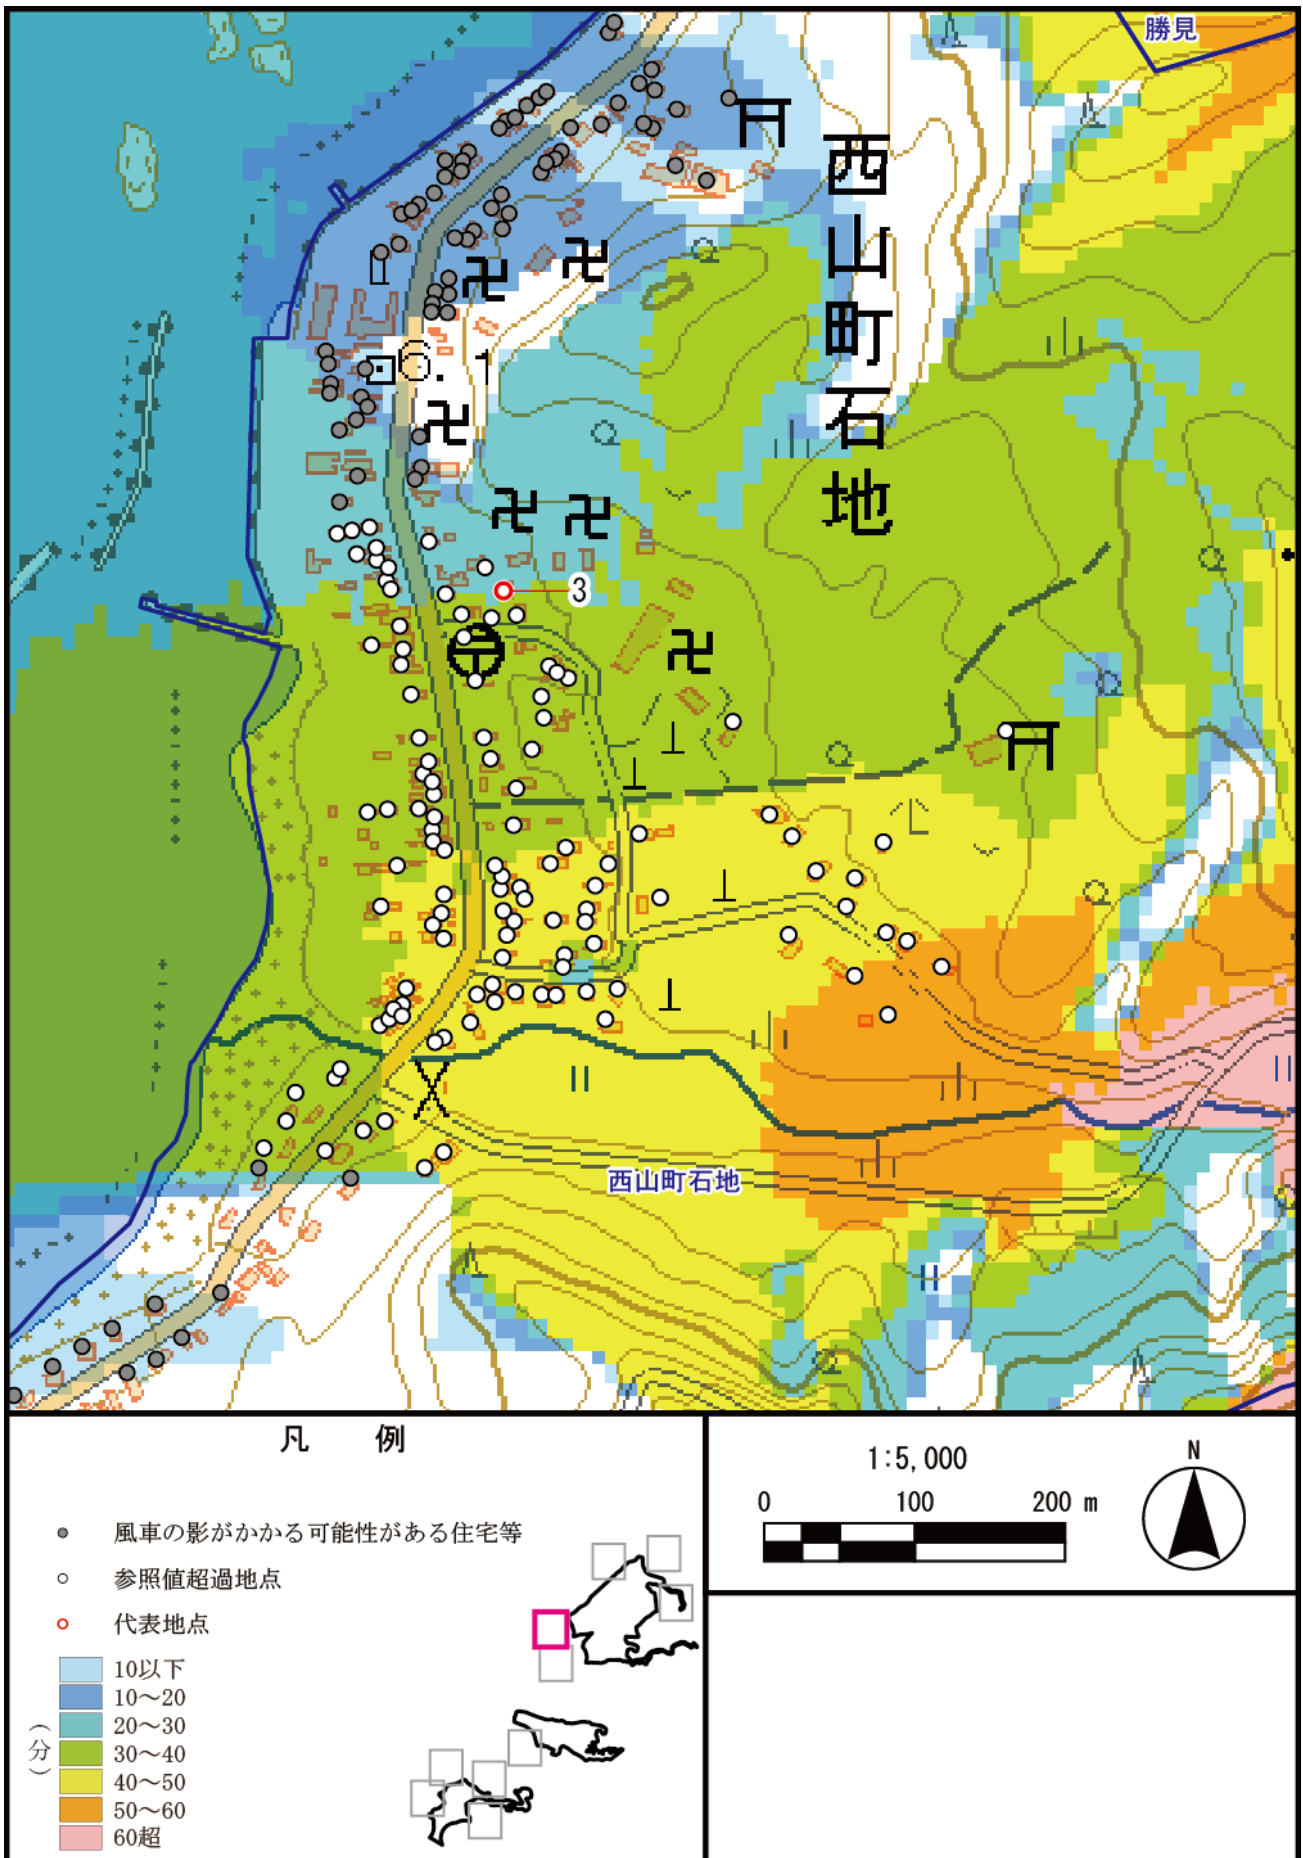 勝見
西山町石地
1
3
西山町石地
凡 例
風車の影がかかる可能性がある住宅等
参照値超過地点
代表地点
(分)
10以下
10～20
20～30
30～40
40～50
50～60
60超
1:5,000
0 100 200 m
N